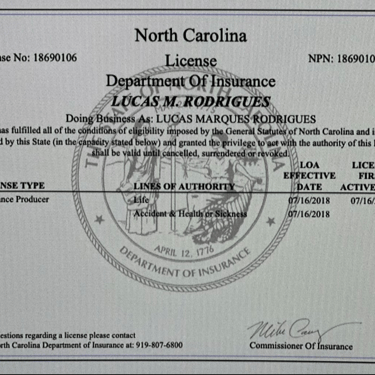 North Carolina
se No: 18690106 License NPN: 1869010
Department Of Insurance
LUCAS M. RODRIGUES
Doing Business As: LUCAS MARQUES RODRIGUES
has fulfilled all of the conditions of eligibility imposed by the General Statutes of North Carolina and i
d by this State (in the capacity stated below) and granted the privilege to act with the authority of this
shall be valid until cancelled, surrendered or revoked.
LOA LICE
EFFECTIVE FIR
NSE TYPE LINES OF AUTHORITY DATE ACTIVE
nce Producer Life 07/16/2018 07/16/
Accident & Health or Sickness 07/16/2018
APRIL 12, 1776
DEPARTMENT OF INSURANCE
estions regarding a license please contact
rth Carolina Department of Insurance at: 919-807-6800
Commissioner Of Insurance